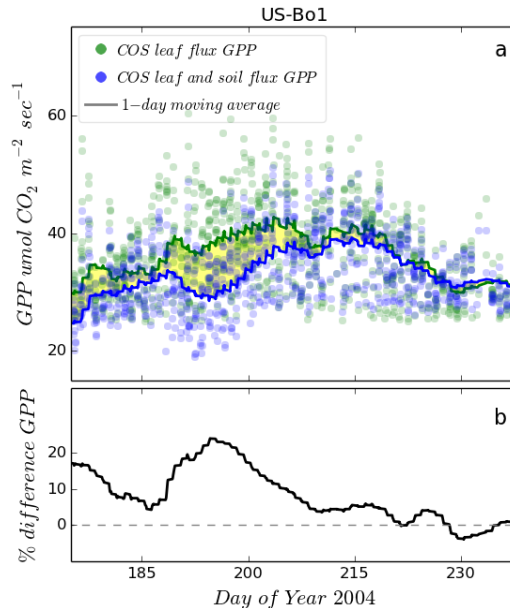 US-Bo1
a
COS leaf flux GPP
COS leaf and soil flux GPP
1−day moving average
GPP umol CO₂ m⁻² sec⁻¹
60
40
20
b
% difference GPP
20
10
0
185 200 215 230
Day of Year 2004